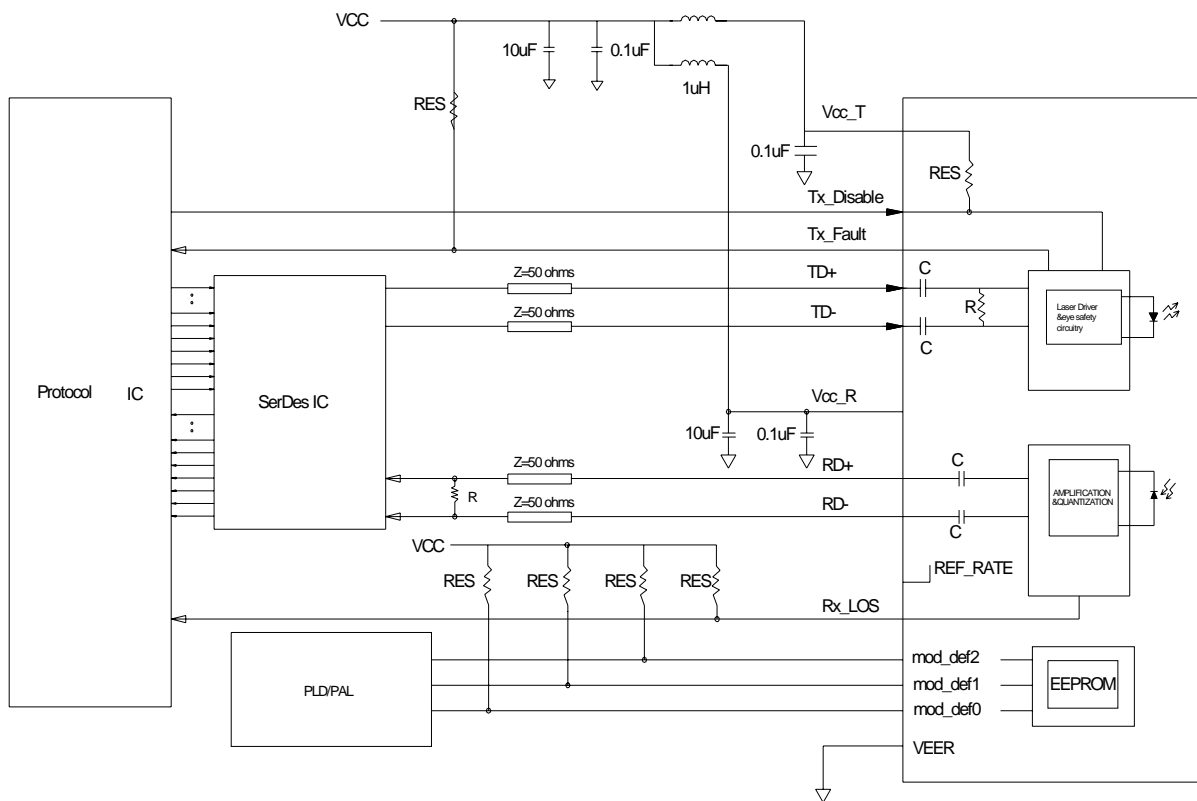 VCC
10uF
0.1uF
1uH
RES
Vcc_T
0.1uF
RES
Tx_Disable
Tx_Fault
Z=50 ohms
TD+
C
:
R
Laser Driver
&eye safety
circuitry
Z=50 ohms
TD-
C
Protocol IC
SerDes IC
Vcc_R
:
10uF
0.1uF
Z=50 ohms
RD+
C
R
AMPLIFICATION
&QUANTIZATION
Z=50 ohms
RD-
C
VCC
RES
RES
RES
RES
REF_RATE
Rx_LOS
mod_def2
PLD/PAL
mod_def1
EEPROM
mod_def0
VEER